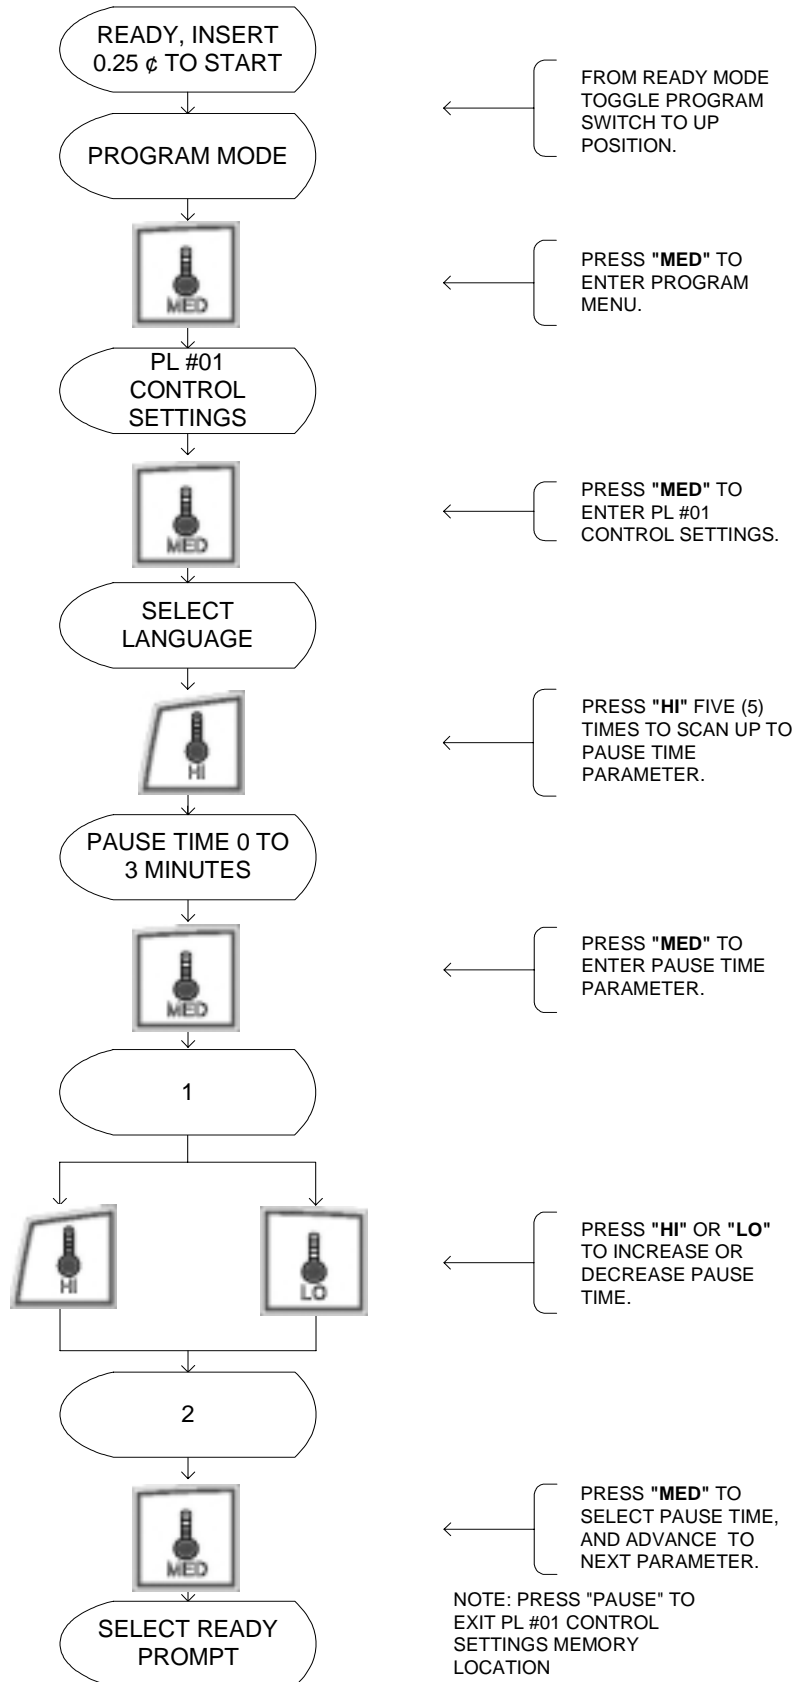 READY, INSERT
0.25 ¢ TO START
FROM READY MODE
TOGGLE PROGRAM
SWITCH TO UP
POSITION.
PROGRAM MODE
MED
PRESS "MED" TO
ENTER PROGRAM
MENU.
PL #01
CONTROL
SETTINGS
MED
PRESS "MED" TO
ENTER PL #01
CONTROL SETTINGS.
SELECT
LANGUAGE
HI
PRESS "HI" FIVE (5)
TIMES TO SCAN UP TO
PAUSE TIME
PARAMETER.
PAUSE TIME 0 TO
3 MINUTES
MED
PRESS "MED" TO
ENTER PAUSE TIME
PARAMETER.
1
HI
LO
PRESS "HI" OR "LO"
TO INCREASE OR
DECREASE PAUSE
TIME.
2
MED
PRESS "MED" TO
SELECT PAUSE TIME,
AND ADVANCE TO
NEXT PARAMETER.
SELECT READY
PROMPT
NOTE: PRESS "PAUSE" TO
EXIT PL #01 CONTROL
SETTINGS MEMORY
LOCATION